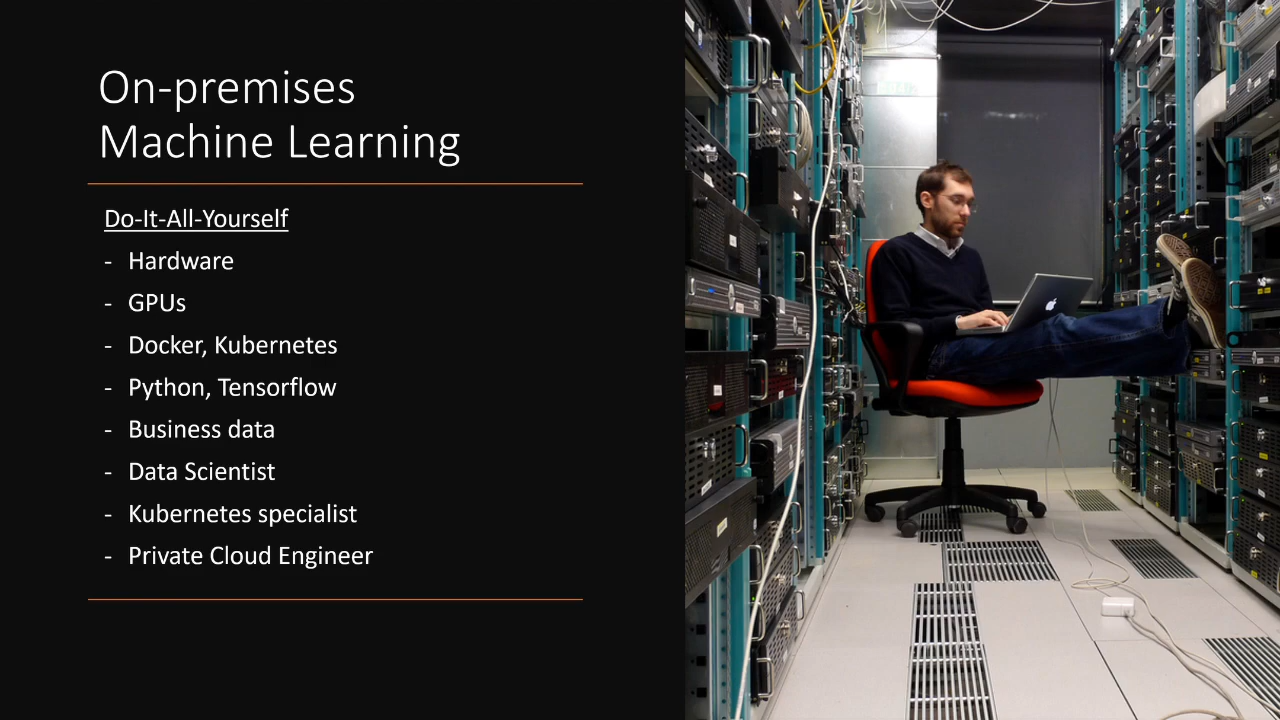 On-premises
Machine Learning
Do-It-All-Yourself
- Hardware
- GPUs
- Docker, Kubernetes
- Python, Tensorflow
- Business data
- Data Scientist
- Kubernetes specialist
- Private Cloud Engineer